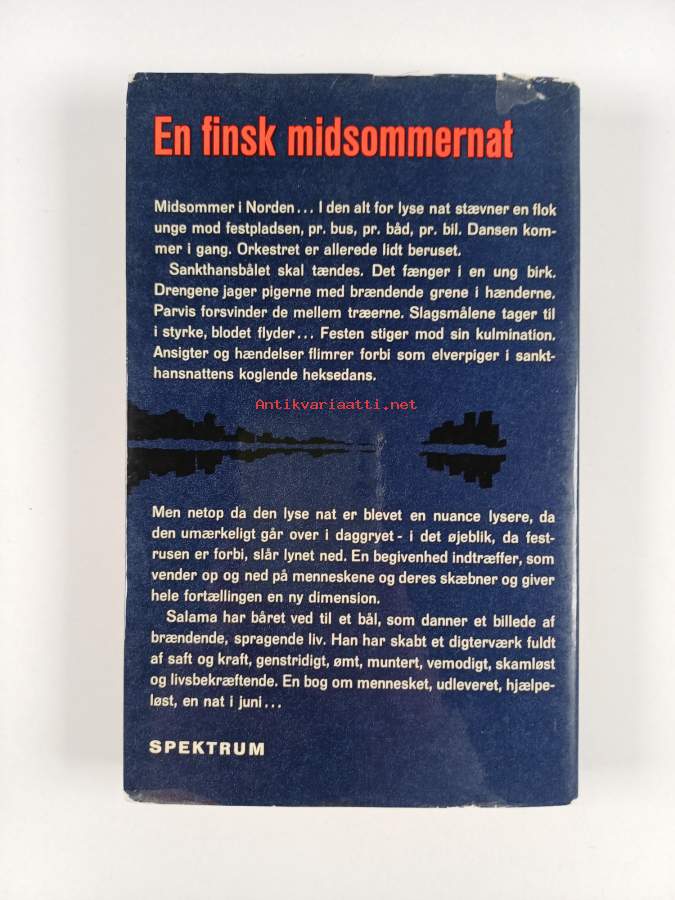 En finsk midsommernat
Midsommer i Norden... I den alt for lyse nat stævner en flok
unge mod festpladsen, pr. bus, pr. båd, pr. bil. Dansen kom-
mer i gang. Orkestret er allerede lidt beruset.
Sankthansbålet skal tændes. Det fænger i en ung birk.
Drengene jager pigerne med brændende grene i hænderne.
Parvis forsvinder de mellem træerne. Slagsmålene tager til
i styrke, blodet flyder... Festen stiger mod sin kulmination.
Ansigter og hændelser flimrer forbi som elverpiger i sankt-
hansnattens koglende heksedans.
Antikvariaatti.net
Men netop da den lyse nat er blevet en nuance lysere, da
den umærkeligt går over i daggryet - i det øjeblik, da fest-
rusen er forbi, slår lynet ned. En begivenhed indtræffer, som
vender op og ned på menneskene og deres skæbner og giver
hele fortællingen en ny dimension.
Salama har båret ved til et bål, som danner et billede af
brændende, spragende liv. Han har skabt et digterværk fuldt
af saft og kraft, genstridigt, ømt, muntert, vemodigt, skamløst
og livsbekræftende. En bog om mennesket, udleveret, hjælpe-
løst, en nat i juni...
SPEKTRUM